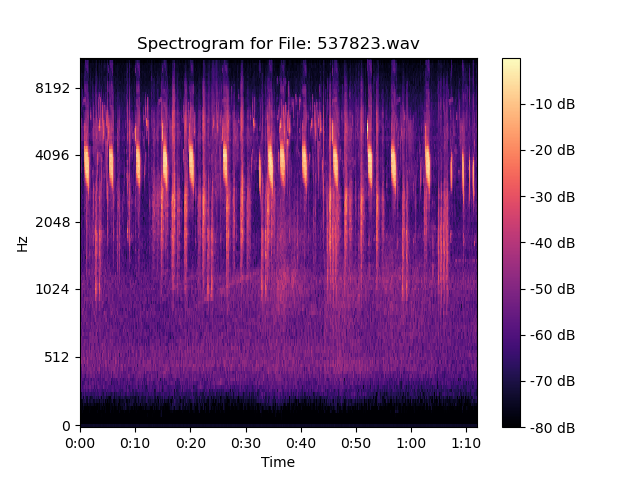 Spectrogram for File: 537823.wav
8192
4096
2048
1024
512
0
Hz
0:00 0:10 0:20 0:30 0:40 0:50 1:00 1:10
Time
-10 dB
-20 dB
-30 dB
-40 dB
-50 dB
-60 dB
-70 dB
-80 dB